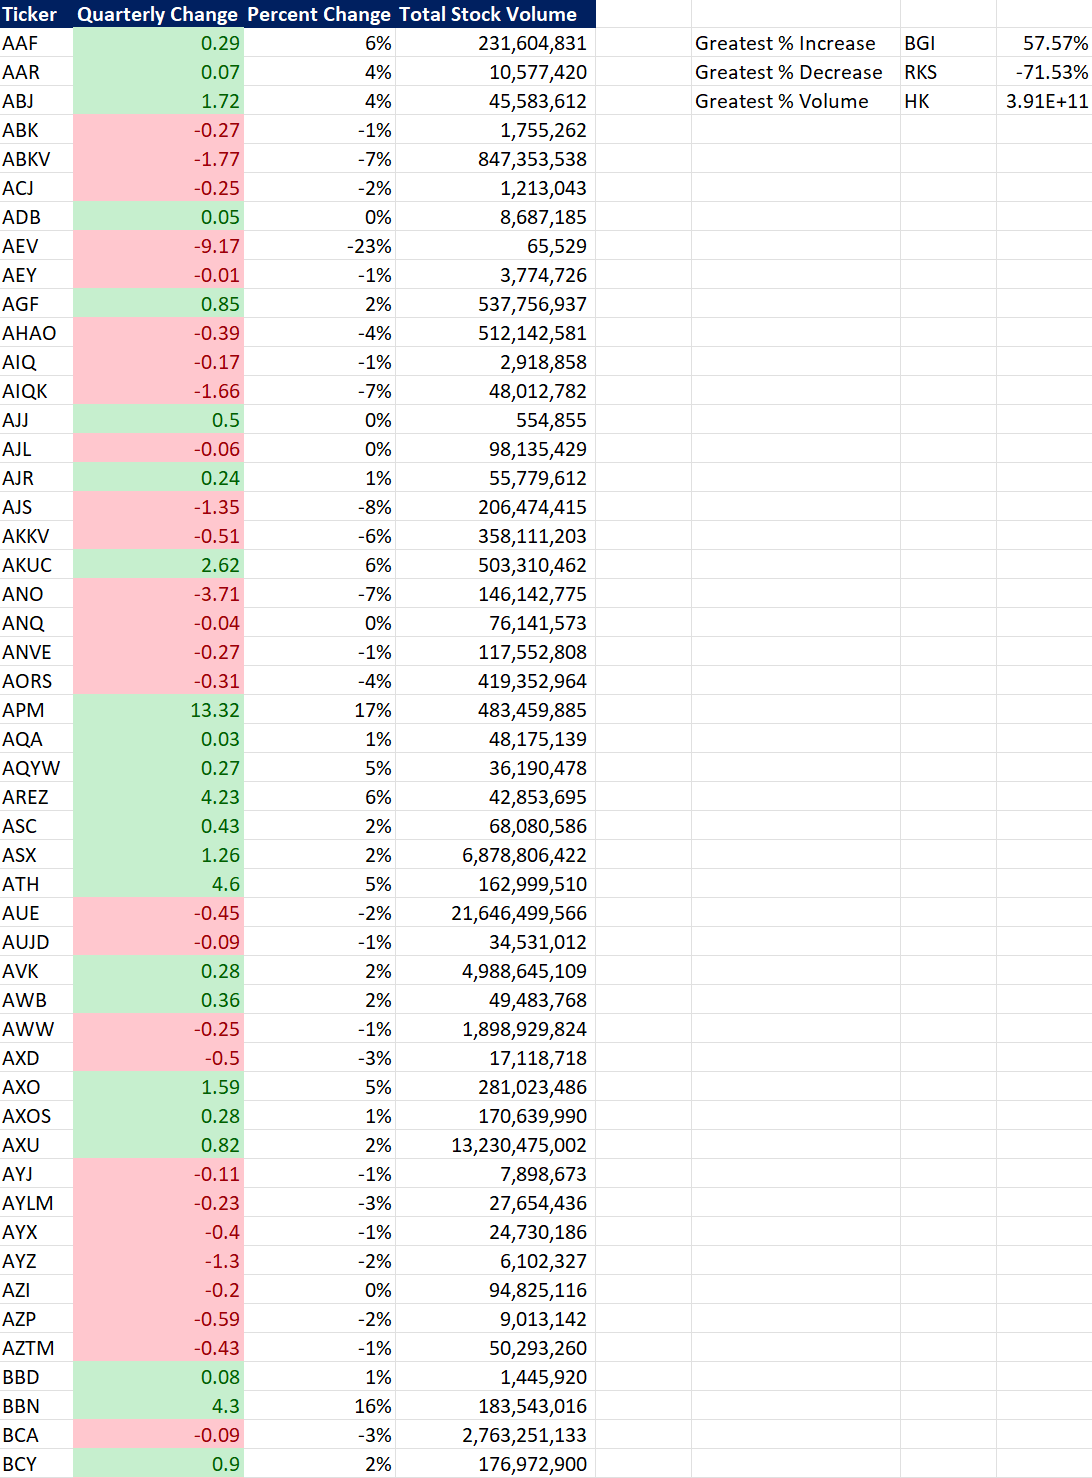 Ticker Quarterly Change Percent Change Total Stock Volume
AAF 0.29 6% 231,604,831 Greatest % Increase BGI 57.57%
AAR 0.07 4% 10,577,420 Greatest % Decrease RKS -71.53%
ABJ 1.72 4% 45,583,612 Greatest % Volume HK 3.91E+11
ABK -0.27 -1% 1,755,262
ABKV -1.77 -7% 847,353,538
ACJ -0.25 -2% 1,213,043
ADB 0.05 0% 8,687,185
AEV -9.17 -23% 65,529
AEY -0.01 -1% 3,774,726
AGF 0.85 2% 537,756,937
AHAO -0.39 -4% 512,142,581
AIQ -0.17 -1% 2,918,858
AIQK -1.66 -7% 48,012,782
AJJ 0.5 0% 554,855
AJL -0.06 0% 98,135,429
AJR 0.24 1% 55,779,612
AJS -1.35 -8% 206,474,415
AKKV -0.51 -6% 358,111,203
AKUC 2.62 6% 503,310,462
ANO -3.71 -7% 146,142,775
ANQ -0.04 0% 76,141,573
ANVE -0.27 -1% 117,552,808
AORS -0.31 -4% 419,352,964
APM 13.32 17% 483,459,885
AQA 0.03 1% 48,175,139
AQYW 0.27 5% 36,190,478
AREZ 4.23 6% 42,853,695
ASC 0.43 2% 68,080,586
ASX 1.26 2% 6,878,806,422
ATH 4.6 5% 162,999,510
AUE -0.45 -2% 21,646,499,566
AUJD -0.09 -1% 34,531,012
AVK 0.28 2% 4,988,645,109
AWB 0.36 2% 49,483,768
AWW -0.25 -1% 1,898,929,824
AXD -0.5 -3% 17,118,718
AXO 1.59 5% 281,023,486
AXOS 0.28 1% 170,639,990
AXU 0.82 2% 13,230,475,002
AYJ -0.11 -1% 7,898,673
AYLM -0.23 -3% 27,654,436
AYX -0.4 -1% 24,730,186
AYZ -1.3 -2% 6,102,327
AZI -0.2 0% 94,825,116
AZP -0.59 -2% 9,013,142
AZTM -0.43 -1% 50,293,260
BBD 0.08 1% 1,445,920
BBN 4.3 16% 183,543,016
BCA -0.09 -3% 2,763,251,133
BCY 0.9 2% 176,972,900